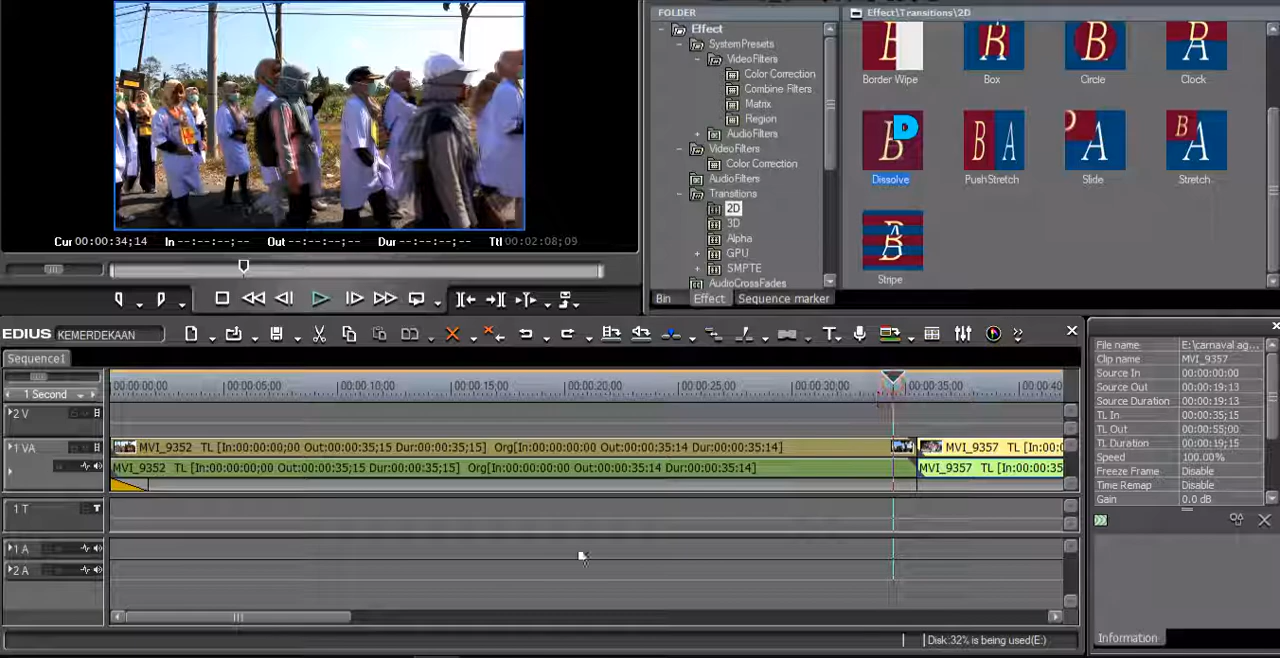 Cur 00:00:34;14 In --:--:--;-- Out --:--:--;-- Dur --:--:--;-- Ttl 00:02:08;09
FOLDER
Effect
SystemPresets
VideoFilters
Color Correction
Combine Filters
Matrix
Region
AudioFilters
VideoFilters
Color Correction
AudioFilters
Transitions
2D
3D
Alpha
GPU
SMPTE
AudioCrossFades
Effect\Transitions\2D
Border Wipe Box Circle Clock
Dissolve PushStretch Slide Stretch
Stripe
Bin Effect Sequence marker
EDIUS KEMERDEKAAN
Sequence1
1 Second
00:00:00;00 00:00:05;00 00:00:10;00 00:00:15;00 00:00:20;00 00:00:25;00 00:00:30;00 00:00:35;00 00:00:40
2 V
1 VA
MVI_9352 TL [In:00:00:00;00 Out:00:00:35;15 Dur:00:00:35;15] Org[In:00:00:00;00 Out:00:00:35;14 Dur:00:00:35;14]
MVI_9357 TL [In:00:00:
MVI_9352 TL [In:00:00:00;00 Out:00:00:35;15 Dur:00:00:35;15] Org[In:00:00:00;00 Out:00:00:35;14 Dur:00:00:35;14]
MVI_9357 TL [In:00:00:35
1 T
T
1 A
2 A
Disk:32% is being used(E:)
File name E:\carnaval ag...
Clip name MVI_9357
Source In 00:00:00;00
Source Out 00:00:19;13
Source Duration 00:00:19;13
TL In 00:00:35;15
TL Out 00:00:55;00
TL Duration 00:00:19;15
Speed 100.00%
Freeze Frame Disable
Time Remap Disable
Gain 0.0 dB
Information